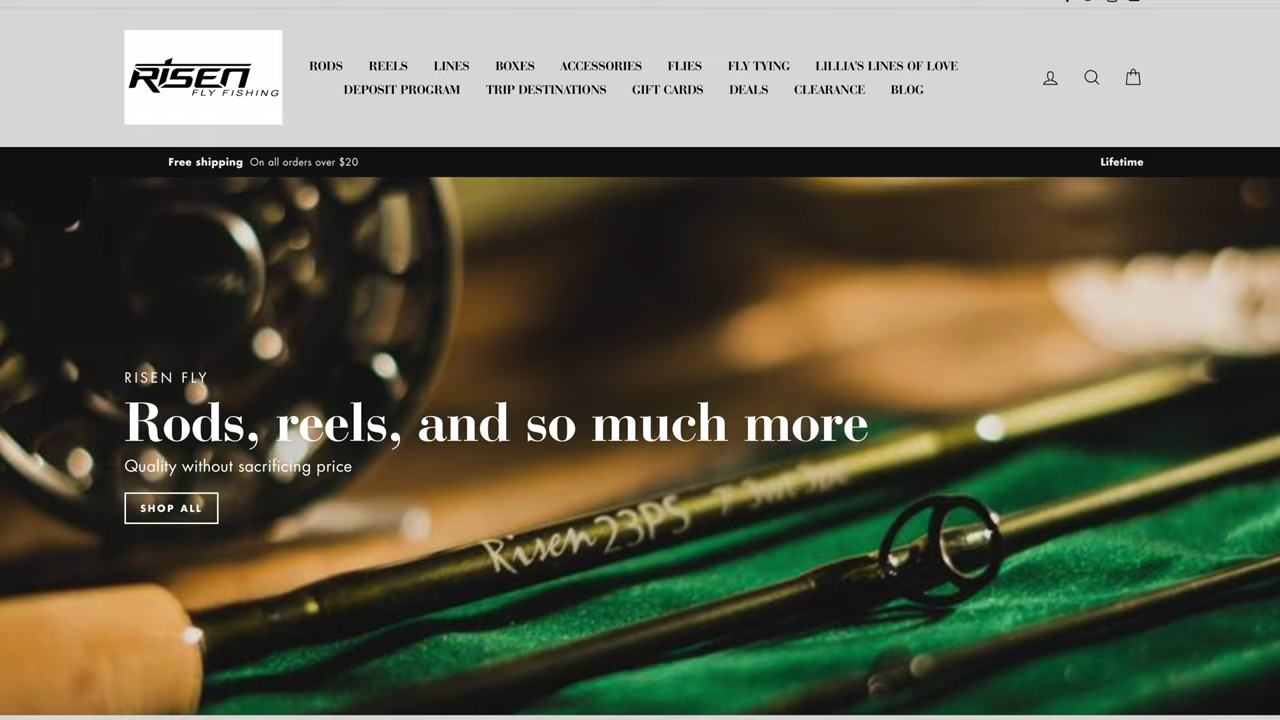 RISEN
FLY FISHING
RODS REELS LINES BOXES ACCESSORIES FLIES FLY TYING LILLIA'S LINES OF LOVE
DEPOSIT PROGRAM TRIP DESTINATIONS GIFT CARDS DEALS CLEARANCE BLOG
Free shipping On all orders over $20
Lifetime
RISEN FLY
Rods, reels, and so much more
Quality without sacrificing price
SHOP ALL
Risen 23PS